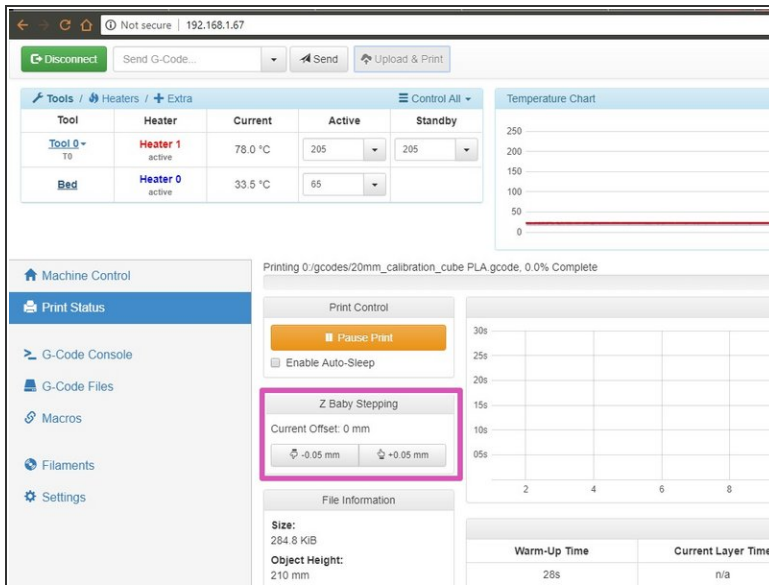 Not secure | 192.168.1.67
Disconnect Send G-Code... Send Upload & Print
Tools / Heaters / Extra Control All
Tool Heater Current Active Standby
Tool 0 Heater 1 78.0 °C 205 205
T0 active
Bed Heater 0 33.5 °C 65
active
Temperature Chart
250
200
150
100
50
0
Machine Control
Print Status
G-Code Console
G-Code Files
Macros
Filaments
Settings
Printing 0:/gcodes/20mm_calibration_cube PLA.gcode, 0.0% Complete
Print Control
Pause Print
Enable Auto-Sleep
Z Baby Stepping
Current Offset: 0 mm
-0.05 mm +0.05 mm
File Information
Size:
284.8 KiB
Object Height:
210 mm
30s
25s
20s
15s
10s
05s
2 4 6 8
Warm-Up Time Current Layer Time
28s n/a